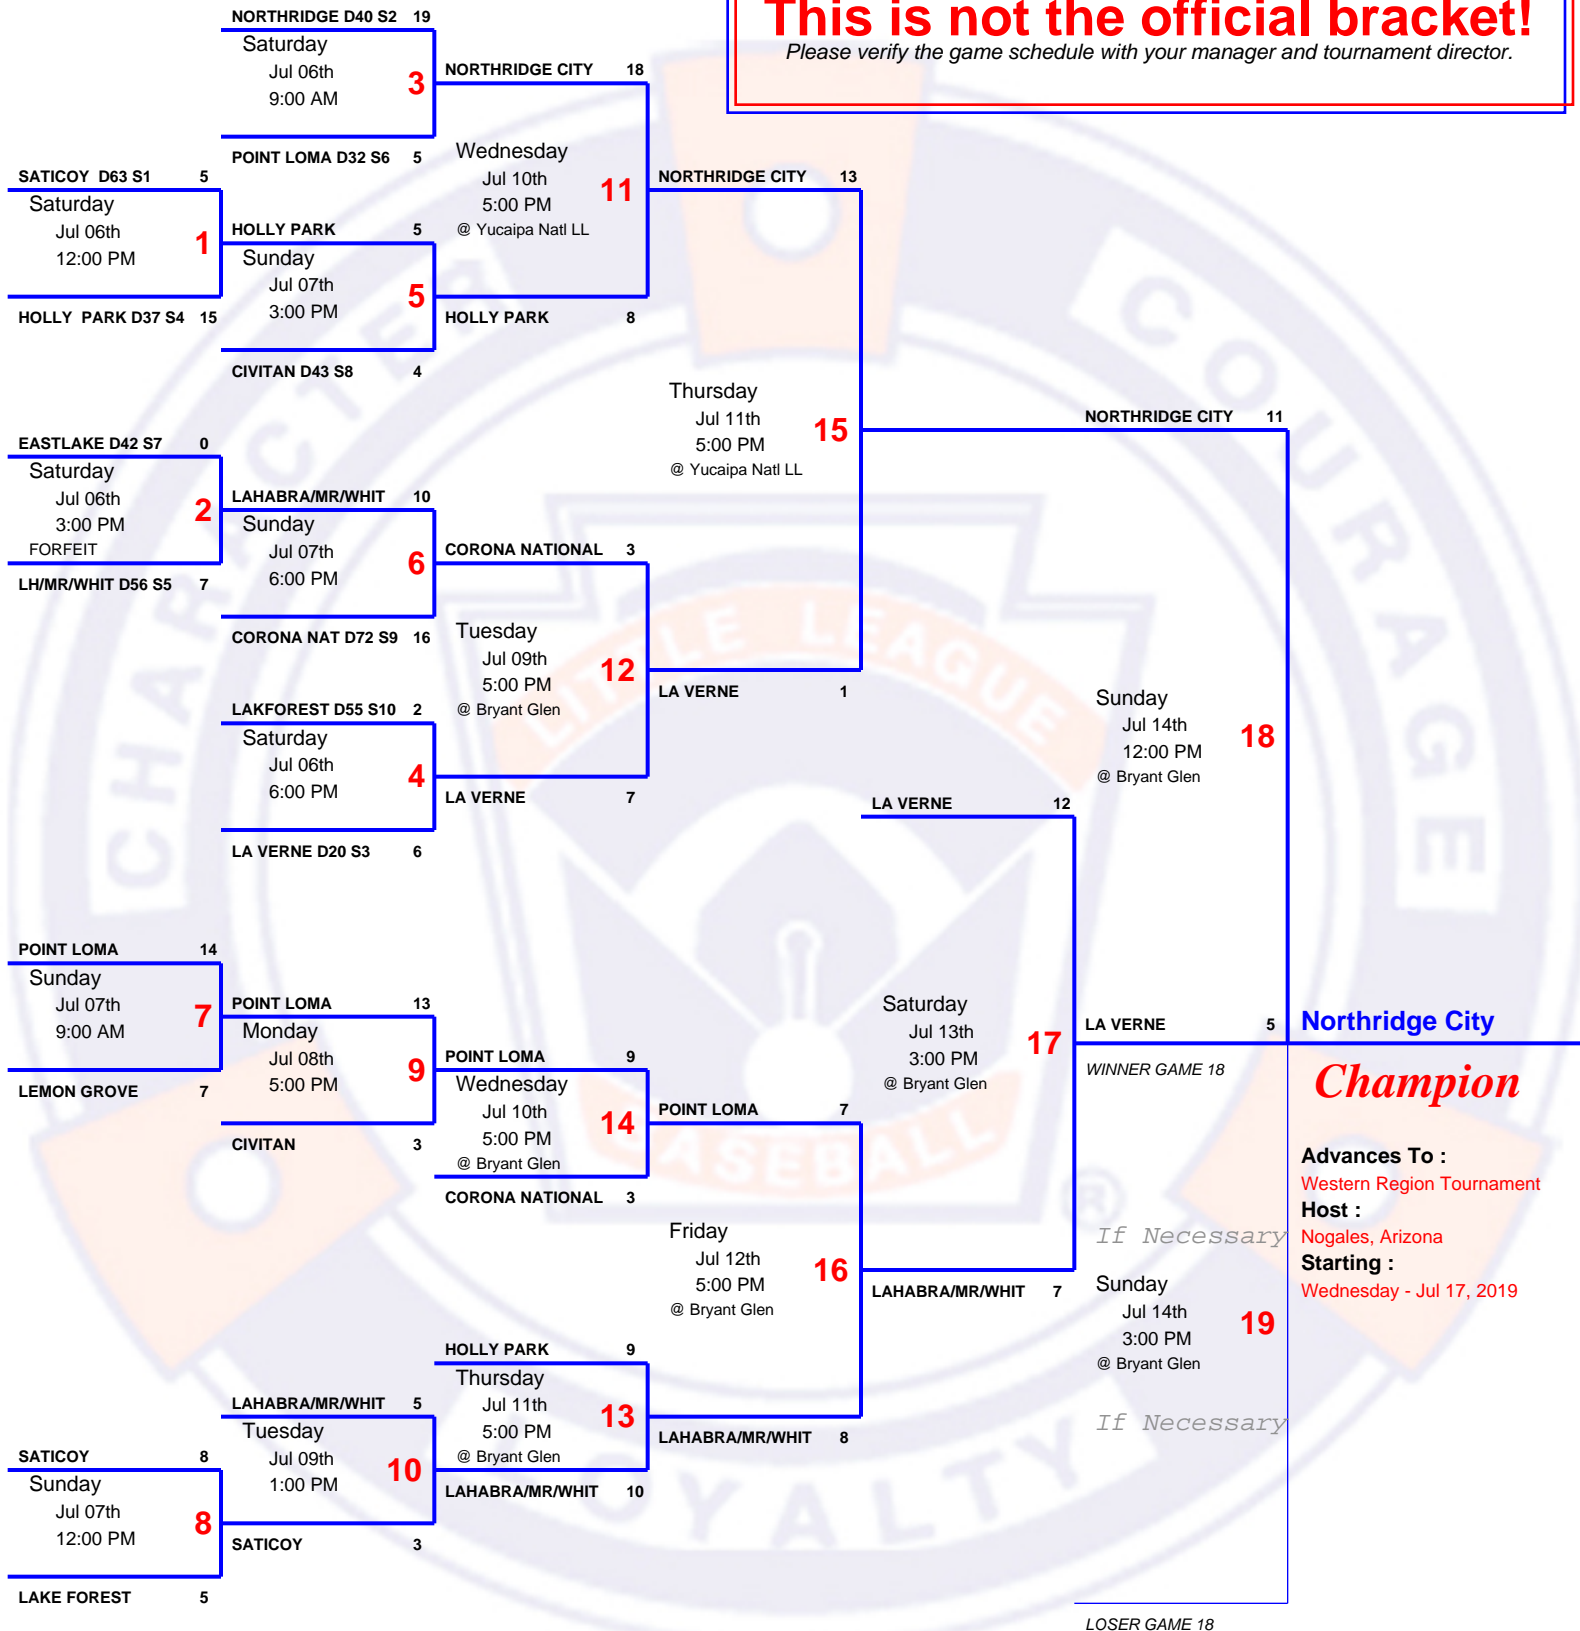 This is not the official bracket!
Please verify the game schedule with your manager and tournament director.
NORTHRIDGE D40 S2 19
Saturday
Jul 06th
9:00 AM
3
POINT LOMA D32 S6 5
SATICOY D63 S1 5
Saturday
Jul 06th
12:00 PM
1
HOLLY PARK D37 S4 15
HOLLY PARK 5
Sunday
Jul 07th
3:00 PM
5
CIVITAN D43 S8 4
NORTHRIDGE CITY 18
Wednesday
Jul 10th
5:00 PM
@ Yucaipa Natl LL
11
HOLLY PARK 8
EASTLAKE D42 S7 0
Saturday
Jul 06th
3:00 PM
FORFEIT
2
LH/MR/WHIT D56 S5 7
LAHABRA/MR/WHIT 10
Sunday
Jul 07th
6:00 PM
6
CORONA NAT D72 S9 16
LAKFOREST D55 S10 2
Saturday
Jul 06th
6:00 PM
4
LA VERNE D20 S3 6
CORONA NATIONAL 3
Tuesday
Jul 09th
5:00 PM
@ Bryant Glen
12
LA VERNE 7
NORTHRIDGE CITY 13
Thursday
Jul 11th
5:00 PM
@ Yucaipa Natl LL
15
LA VERNE 1
NORTHRIDGE CITY 11
Sunday
Jul 14th
12:00 PM
@ Bryant Glen
18
LA VERNE 5
WINNER GAME 18
POINT LOMA 14
Sunday
Jul 07th
9:00 AM
7
LEMON GROVE 7
POINT LOMA 13
Monday
Jul 08th
5:00 PM
9
CIVITAN 3
POINT LOMA 9
Wednesday
Jul 10th
5:00 PM
@ Bryant Glen
14
CORONA NATIONAL 3
SATICOY 8
Sunday
Jul 07th
12:00 PM
8
LAKE FOREST 5
LAHABRA/MR/WHIT 5
Tuesday
Jul 09th
1:00 PM
10
SATICOY 3
HOLLY PARK 9
Thursday
Jul 11th
5:00 PM
@ Bryant Glen
13
LAHABRA/MR/WHIT 10
POINT LOMA 7
Friday
Jul 12th
5:00 PM
@ Bryant Glen
16
LAHABRA/MR/WHIT 8
LA VERNE 12
Saturday
Jul 13th
3:00 PM
@ Bryant Glen
17
LAHABRA/MR/WHIT 7
If Necessary
Sunday
Jul 14th
3:00 PM
@ Bryant Glen
19
If Necessary
LOSER GAME 18
Northridge City
Champion
Advances To :
Western Region Tournament
Host :
Nogales, Arizona
Starting :
Wednesday - Jul 17, 2019
CHARACTER
COURAGE
LOYALTY
LITTLE LEAGUE
BASEBALL
®